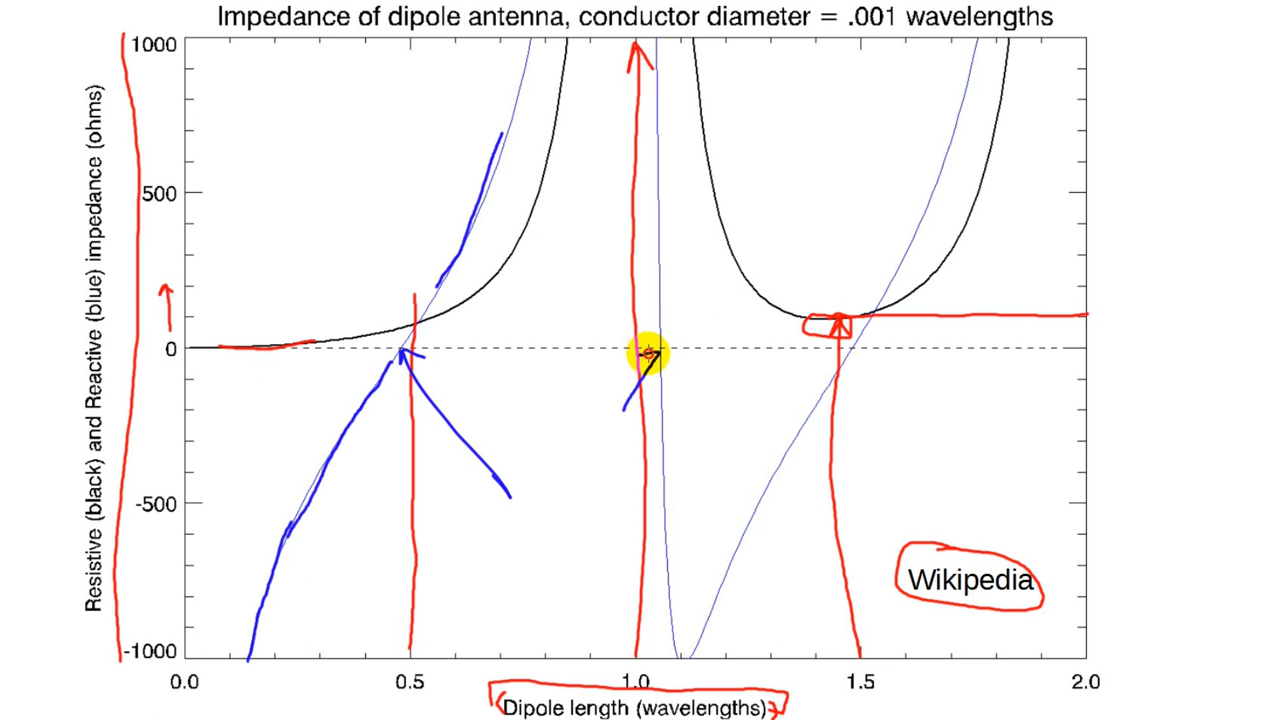 Impedance of dipole antenna, conductor diameter = .001 wavelengths
Resistive (black) and Reactive (blue) impedance (ohms)
1000
500
0
-500
-1000
Wikipedia
0.0 0.5 1.0 1.5 2.0
Dipole length (wavelengths)